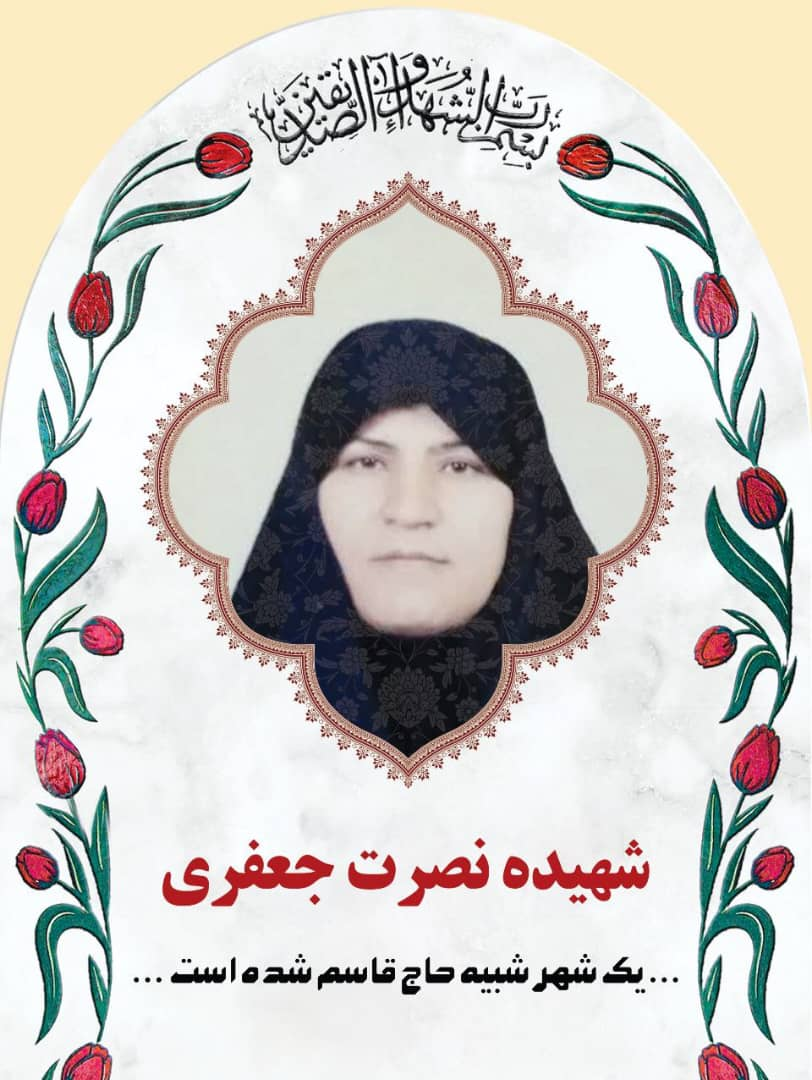 بسم رب الشهداء و الصدیقین
شهیده نصرت جعفری
... یک شهر شبیه حاج قاسم شده است ...